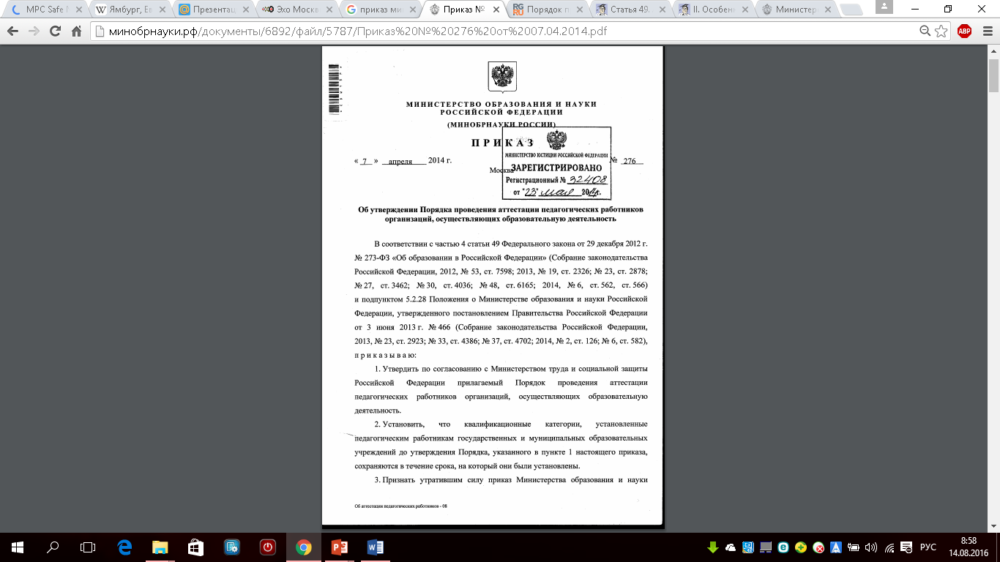 MPC Safe N
Ямбург, Ев
Презентац
Эхо Москв
приказ ми
Приказ №
Порядок п
Статья 49.
II. Особен
Министер
минобрнауки.рф/документы/6892/файл/5787/Приказ%20№%20276%20от%2007.04.2014.pdf
ABP
МИНИСТЕРСТВО ОБРАЗОВАНИЯ И НАУКИ
РОССИЙСКОЙ ФЕДЕРАЦИИ
(МИНОБРНАУКИ РОССИИ)
ПРИКАЗ
« 7 » апреля 2014 г.
№ 276
Москва
МИНИСТЕРСТВО ЮСТИЦИИ РОССИЙСКОЙ ФЕДЕРАЦИИ
ЗАРЕГИСТРИРОВАНО
Регистрационный № 32408
от "23" мая 2014г.
Об утверждении Порядка проведения аттестации педагогических работников
организаций, осуществляющих образовательную деятельность
В соответствии с частью 4 статьи 49 Федерального закона от 29 декабря 2012 г.
№ 273-ФЗ «Об образовании в Российской Федерации» (Собрание законодательства
Российской Федерации, 2012, № 53, ст. 7598; 2013, № 19, ст. 2326; № 23, ст. 2878;
№ 27, ст. 3462; № 30, ст. 4036; № 48, ст. 6165; 2014, № 6, ст. 562, ст. 566)
и подпунктом 5.2.28 Положения о Министерстве образования и науки Российской
Федерации, утвержденного постановлением Правительства Российской Федерации
от 3 июня 2013 г. № 466 (Собрание законодательства Российской Федерации,
2013, № 23, ст. 2923; № 33, ст. 4386; № 37, ст. 4702; 2014, № 2, ст. 126; № 6, ст. 582),
п р и к а з ы в а ю:
1. Утвердить по согласованию с Министерством труда и социальной защиты
Российской Федерации прилагаемый Порядок проведения аттестации
педагогических работников организаций, осуществляющих образовательную
деятельность.
2. Установить, что квалификационные категории, установленные
педагогическим работникам государственных и муниципальных образовательных
учреждений до утверждения Порядка, указанного в пункте 1 настоящего приказа,
сохраняются в течение срока, на который они были установлены.
3. Признать утратившим силу приказ Министерства образования и науки
Об аттестации педагогических работников - 08
РУС
8:58
14.08.2016